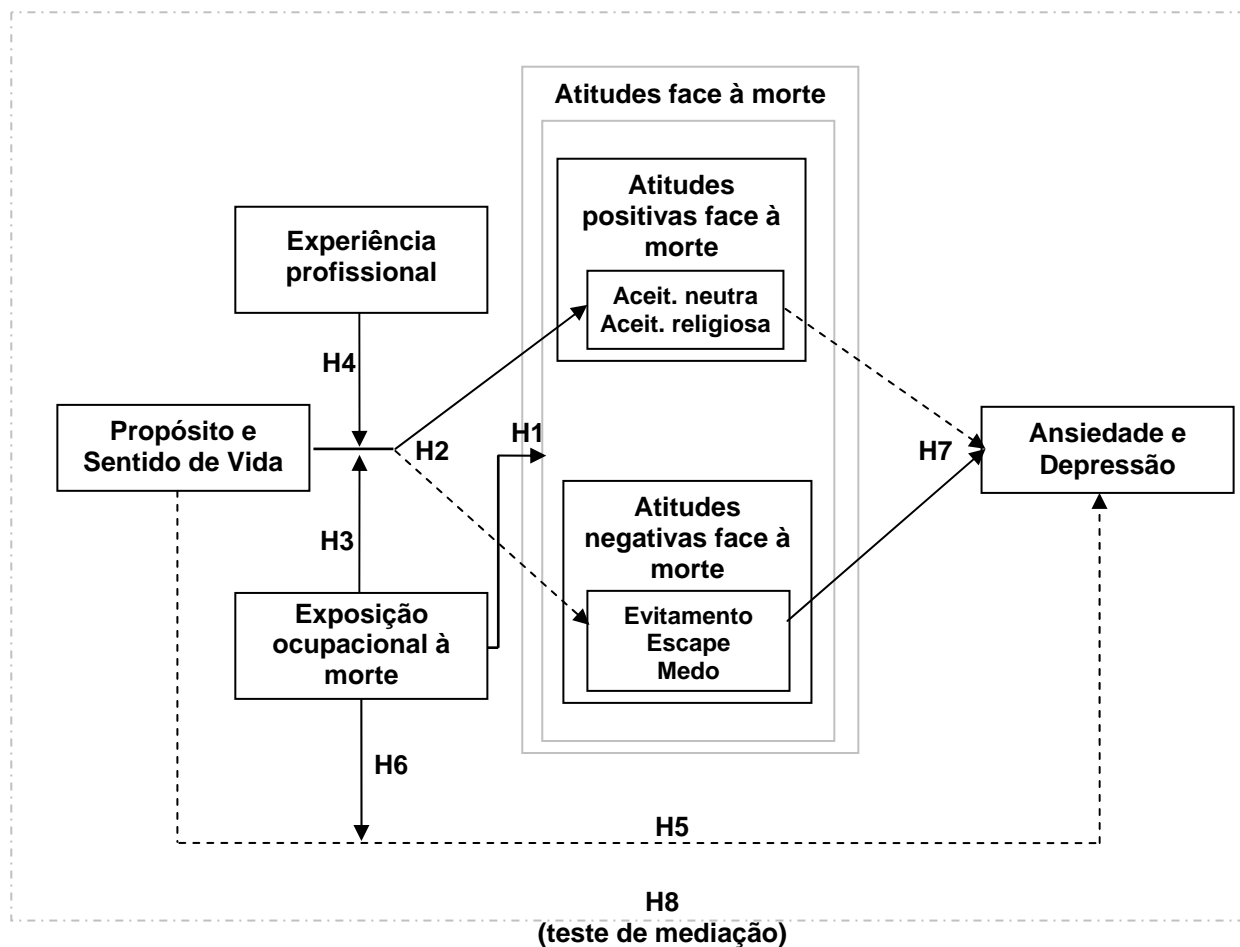 Atitudes face à morte
Atitudes
positivas face à
morte
Aceit. neutra
Aceit. religiosa
Experiência
profissional
H4
Propósito e
Sentido de Vida
H2
H1
H3
Exposição
ocupacional à
morte
Atitudes
negativas face à
morte
Evitamento
Escape
Medo
H7
Ansiedade e
Depressão
H6
H5
H8
(teste de mediação)